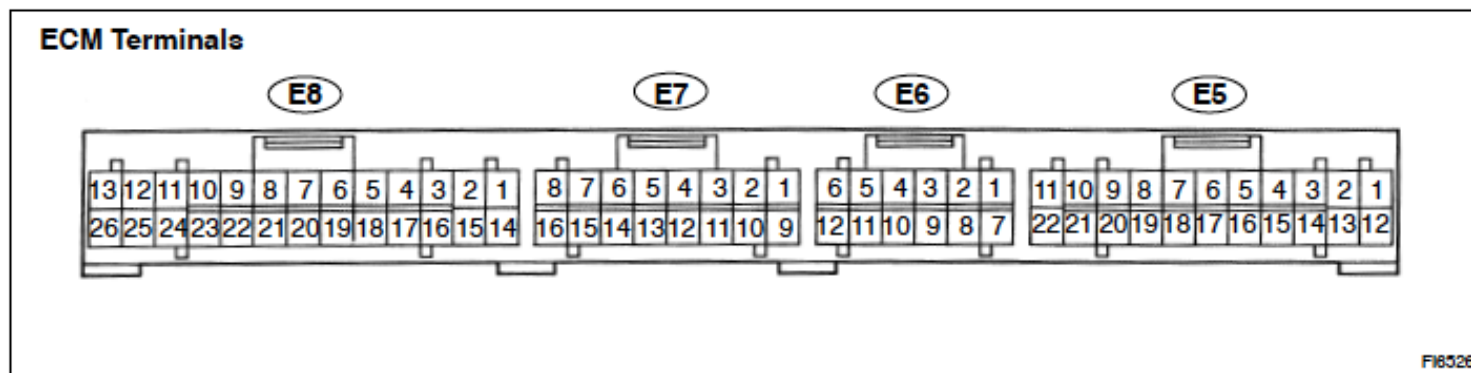 ECM Terminals
E8 E7 E6 E5
13 12 11 10 9 8 7 6 5 4 3 2 1 8 7 6 5 4 3 2 1 6 5 4 3 2 1 11 10 9 8 7 6 5 4 3 2 1
26 25 24 23 22 21 20 19 18 17 16 15 14 16 15 14 13 12 11 10 9 12 11 10 9 8 7 22 21 20 19 18 17 16 15 14 13 12
FI6526